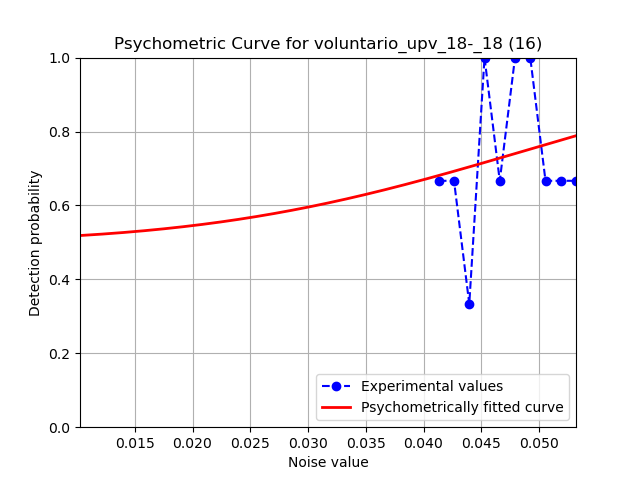 Psychometric Curve for voluntario_upv_18-_18 (16)
Detection probability
1.0
0.8
0.6
0.4
0.2
0.0
Experimental values
Psychometrically fitted curve
0.015 0.020 0.025 0.030 0.035 0.040 0.045 0.050
Noise value